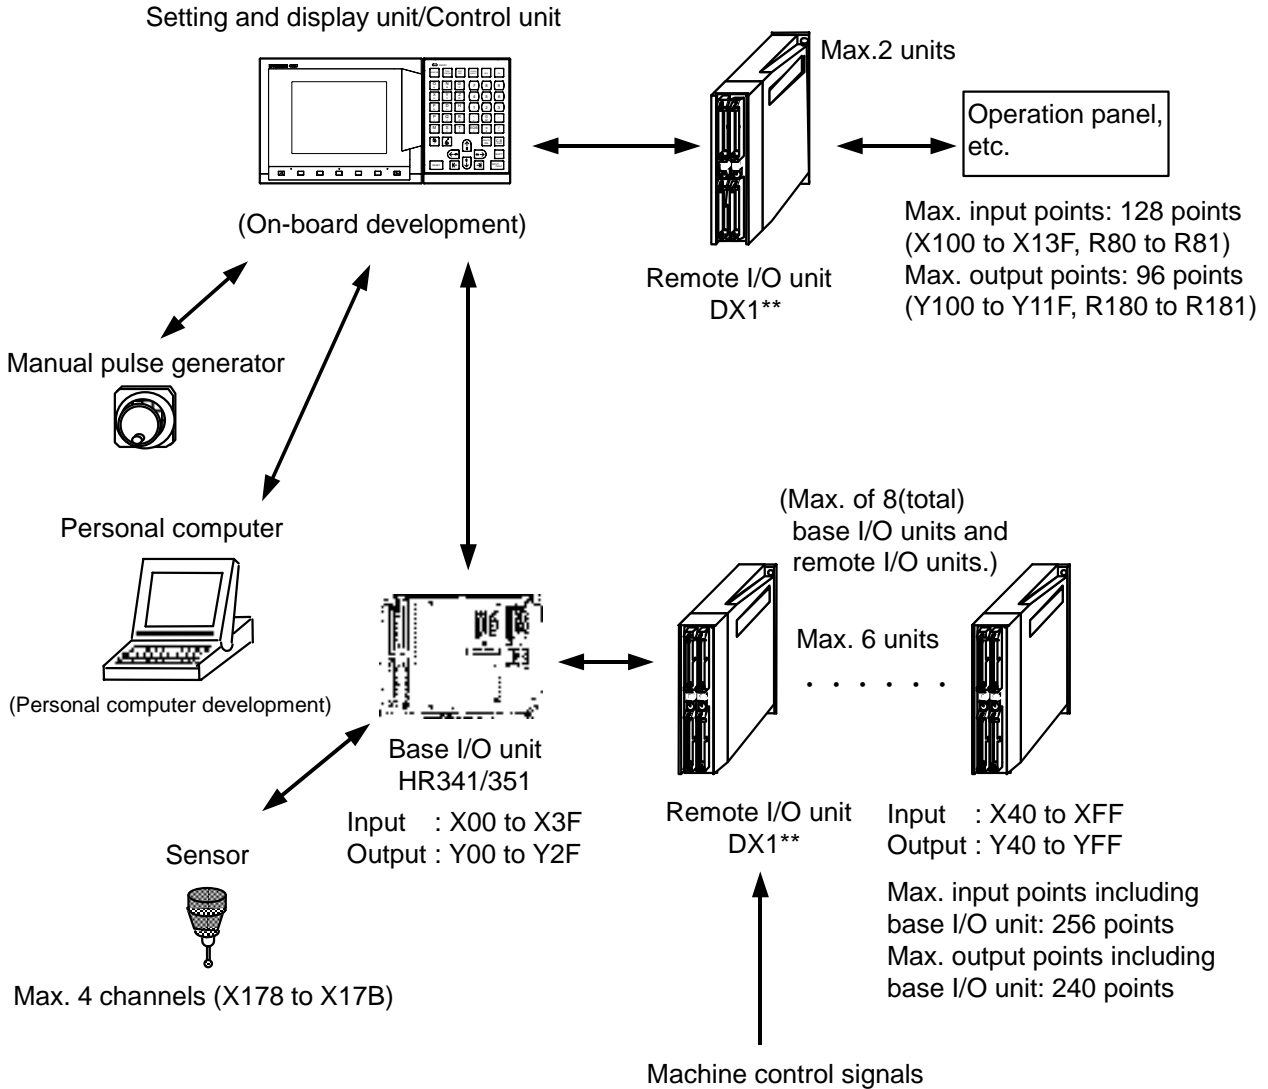 Setting and display unit/Control unit
Max.2 units
Operation panel,
etc.
(On-board development)
Remote I/O unit
DX1**
Max. input points: 128 points
(X100 to X13F, R80 to R81)
Max. output points: 96 points
(Y100 to Y11F, R180 to R181)
Manual pulse generator
Personal computer
(Personal computer development)
(Max. of 8(total)
base I/O units and
remote I/O units.)
Max. 6 units
. . . . . .
Base I/O unit
HR341/351
Input : X00 to X3F
Output : Y00 to Y2F
Remote I/O unit
DX1**
Input : X40 to XFF
Output : Y40 to YFF
Max. input points including
base I/O unit: 256 points
Max. output points including
base I/O unit: 240 points
Sensor
Max. 4 channels (X178 to X17B)
Machine control signals